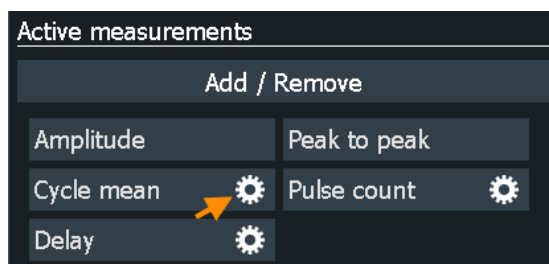 Active measurements
Add / Remove
Amplitude
Peak to peak
Cycle mean
Pulse count
Delay